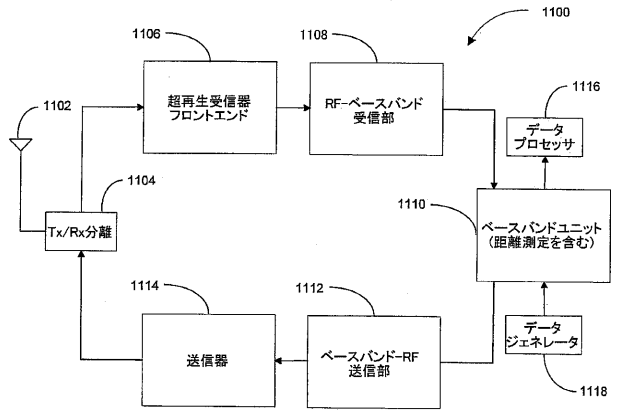 1100
1106
1108
1116
1102
超再生受信器
フロントエンド
RF-ベースバンド
受信部
データ
プロセッサ
1104
1110
Tx/Rx分離
ベースバンドユニット
(距離測定を含む)
1114
1112
送信器
ベースバンド-RF
送信部
データ
ジェネレータ
1118